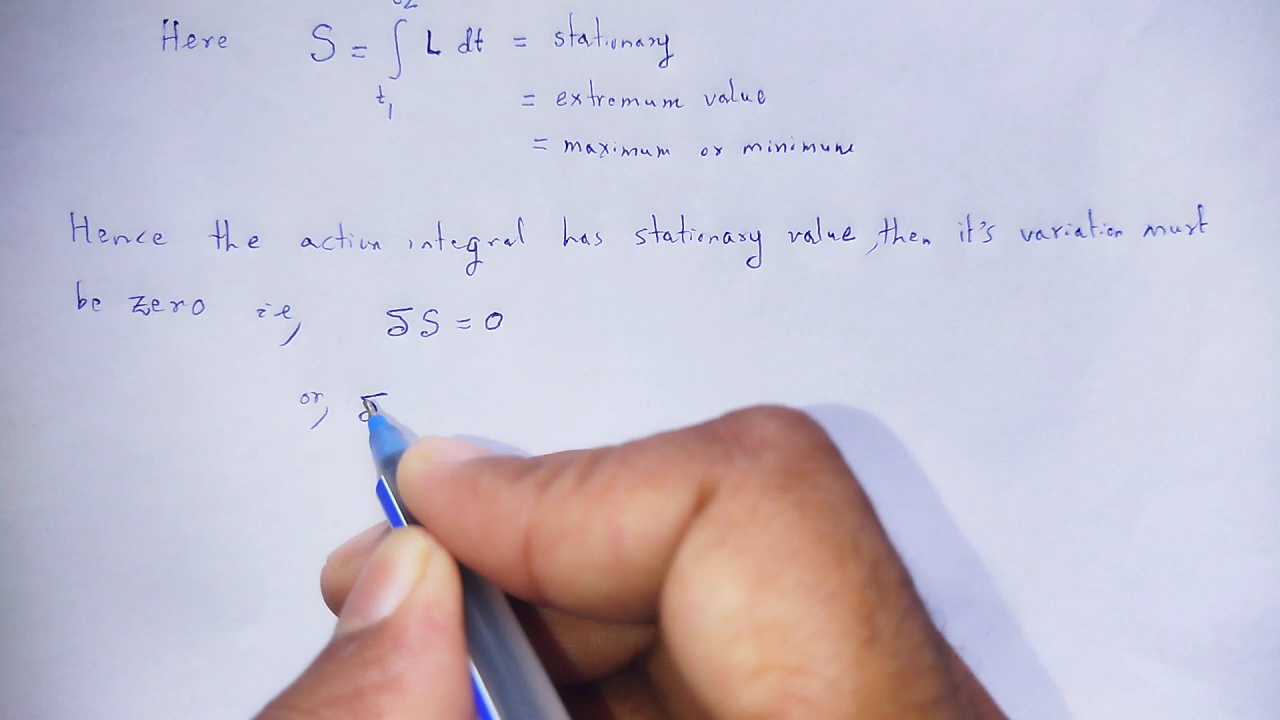 Here S = ∫ L dt = stationary
t₁
= extremum value
= maximum or minimum
Hence the action integral has stationary value, then it's variation must
be zero ie, δS = 0
or, δ